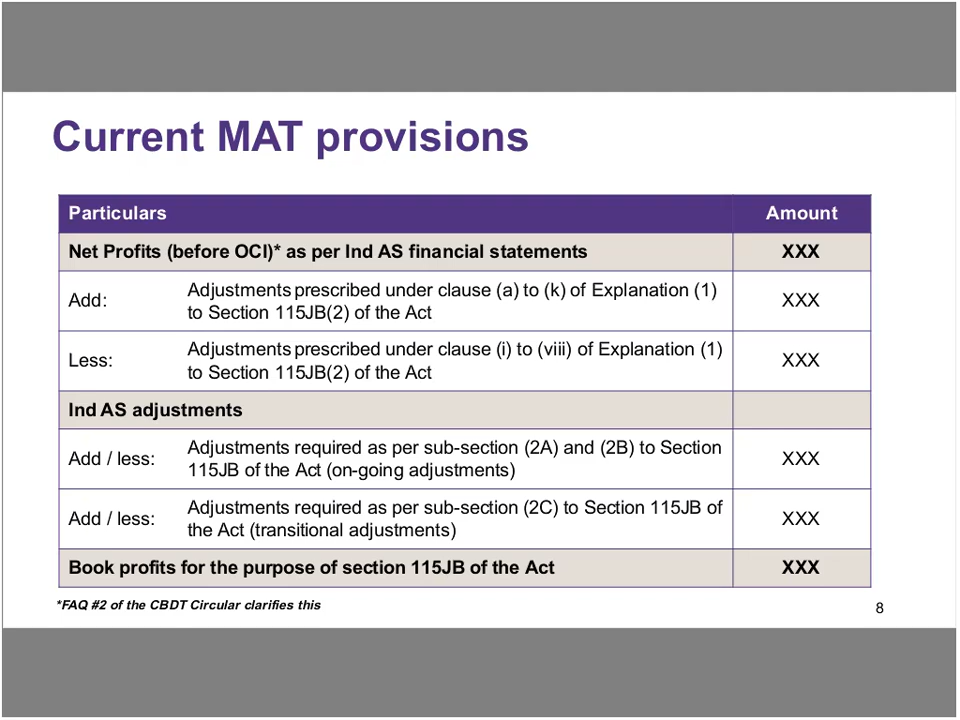 Current MAT provisions
Particulars Amount
Net Profits (before OCI)* as per Ind AS financial statements XXX
Add: Adjustments prescribed under clause (a) to (k) of Explanation (1)
to Section 115JB(2) of the Act XXX
Less: Adjustments prescribed under clause (i) to (viii) of Explanation (1)
to Section 115JB(2) of the Act XXX
Ind AS adjustments
Add / less: Adjustments required as per sub-section (2A) and (2B) to Section
115JB of the Act (on-going adjustments) XXX
Add / less: Adjustments required as per sub-section (2C) to Section 115JB of
the Act (transitional adjustments) XXX
Book profits for the purpose of section 115JB of the Act XXX
*FAQ #2 of the CBDT Circular clarifies this
8